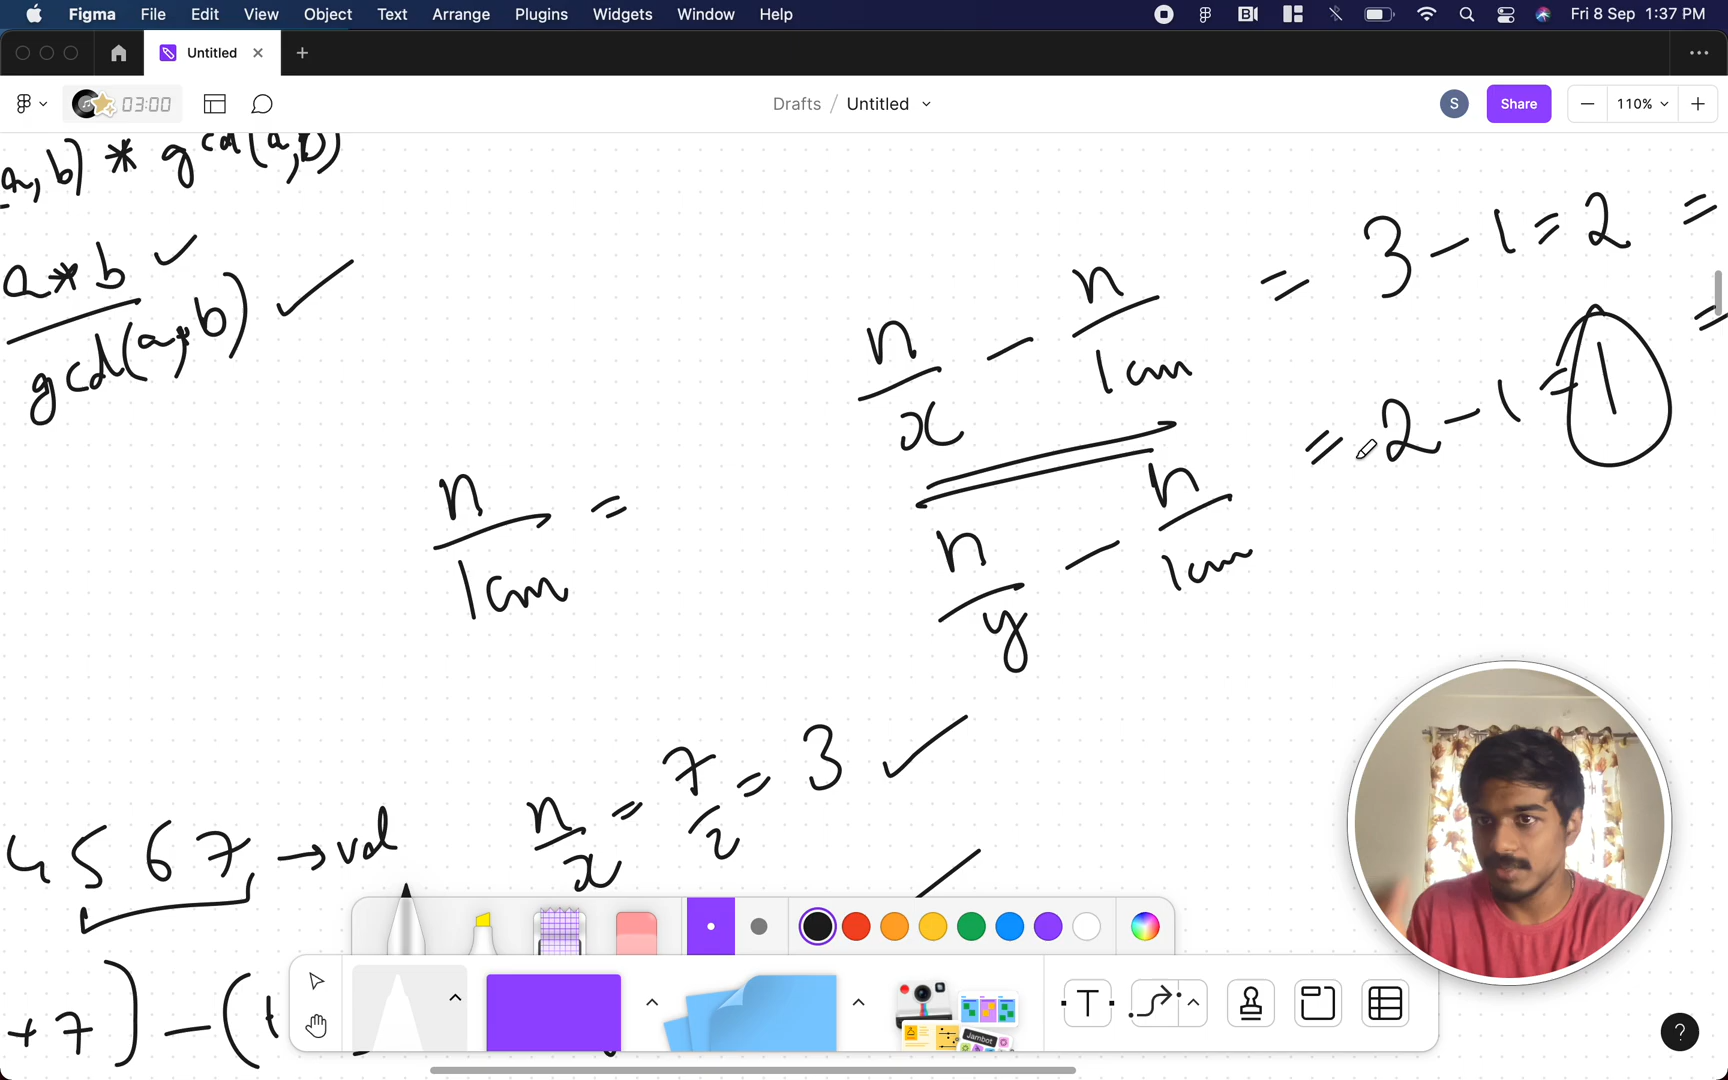 Figma File Edit View Object Text Arrange Plugins Widgets Window Help Fri 8 Sep 1:37 PM
Untitled
03:00 Drafts / Untitled S Share 110%
a, b) * gcd(a,b)
a * b
gcd(a, b)
n/x - n/lcm = 3 - 1 = 2 =
n/y - n/lcm = 2 - 1 = 1 =
n/lcm =
n/x = 7/2 = 3
4 5 6 7 → val
+ 7 ) - (
T
Jambot
?